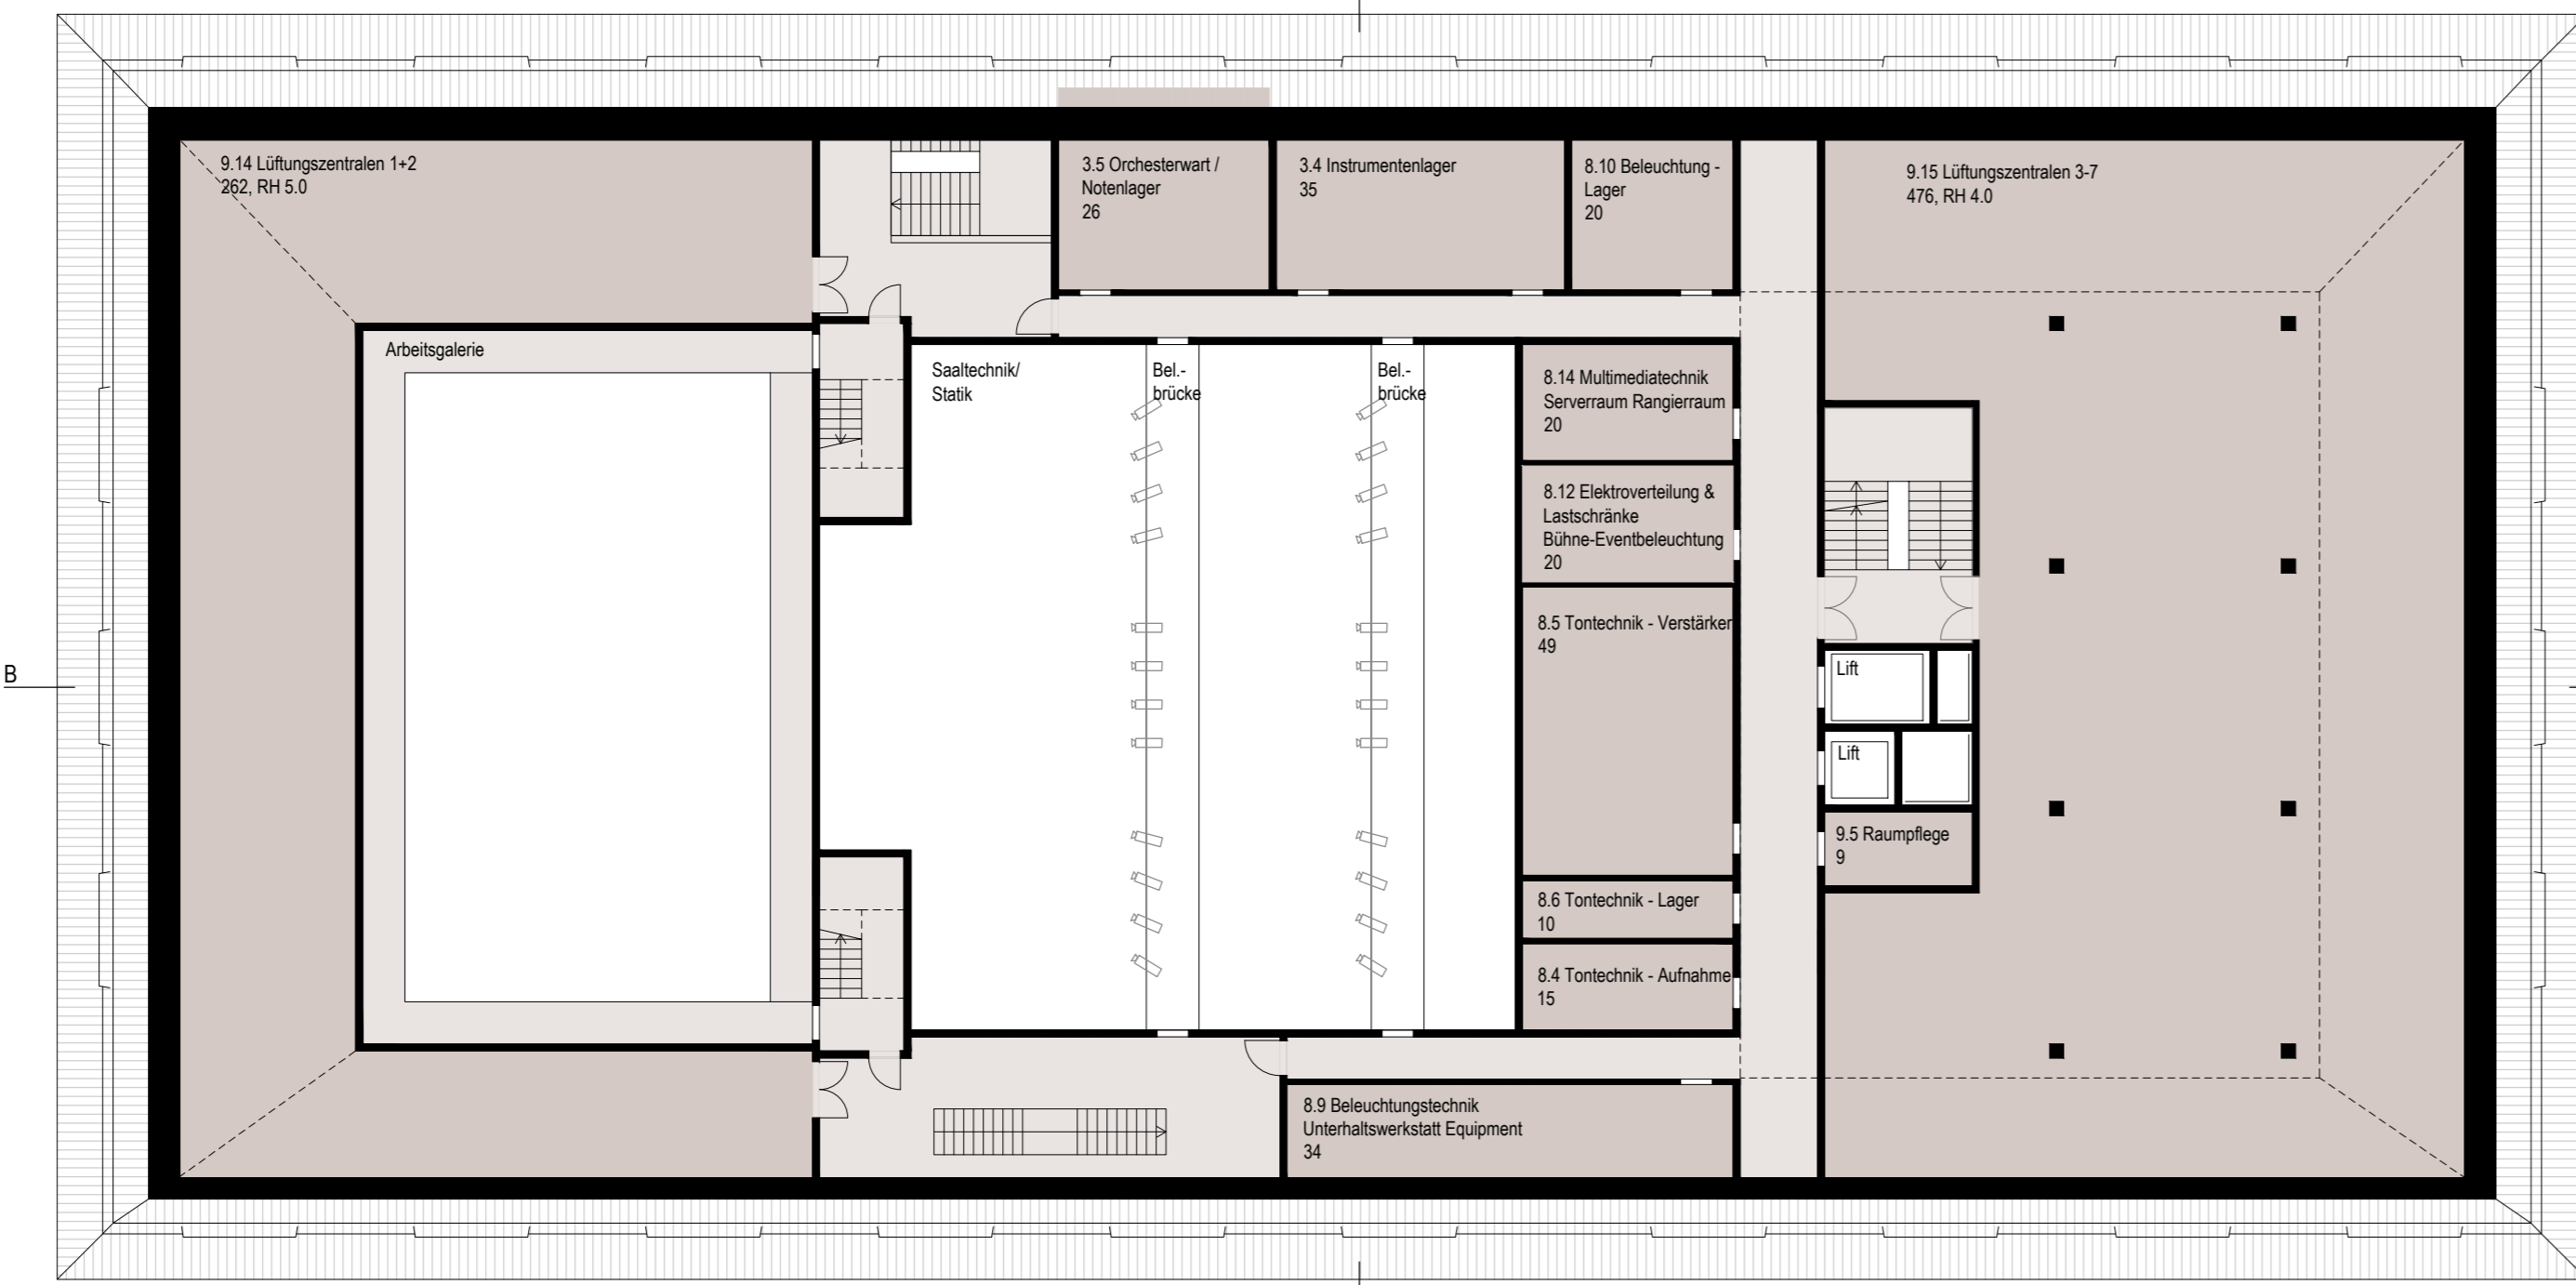 9.14 Lüftungszentralen 1+2
262, RH 5.0
3.5 Orchesterwart /
Notenlager
26
3.4 Instrumentenlager
35
8.10 Beleuchtung -
Lager
20
9.15 Lüftungszentralen 3-7
476, RH 4.0
Arbeitsgalerie
Saaltechnik/
Statik
Bel.-
brücke
Bel.-
brücke
8.14 Multimediatechnik
Serverraum Rangierraum
20
8.12 Elektroverteilung &
Lastschränke
Bühne-Eventbeleuchtung
20
8.5 Tontechnik - Verstärker
49
B
Lift
Lift
9.5 Raumpflege
9
8.6 Tontechnik - Lager
10
8.4 Tontechnik - Aufnahme
15
8.9 Beleuchtungstechnik
Unterhaltswerkstatt Equipment
34